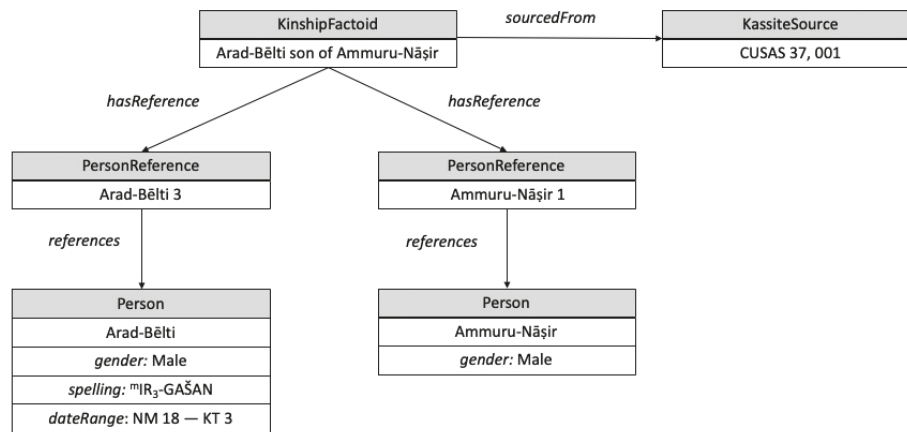 sourcedFrom
KinshipFactoid
KassiteSource
Arad-Bēlti son of Ammuru-Nāṣir
CUSAS 37, 001
hasReference
hasReference
PersonReference
PersonReference
Arad-Bēlti 3
Ammuru-Nāṣir 1
references
references
Person
Person
Arad-Bēlti
Ammuru-Nāṣir
gender: Male
gender: Male
spelling: ᵐIR₃-GAŠAN
dateRange: NM 18 — KT 3